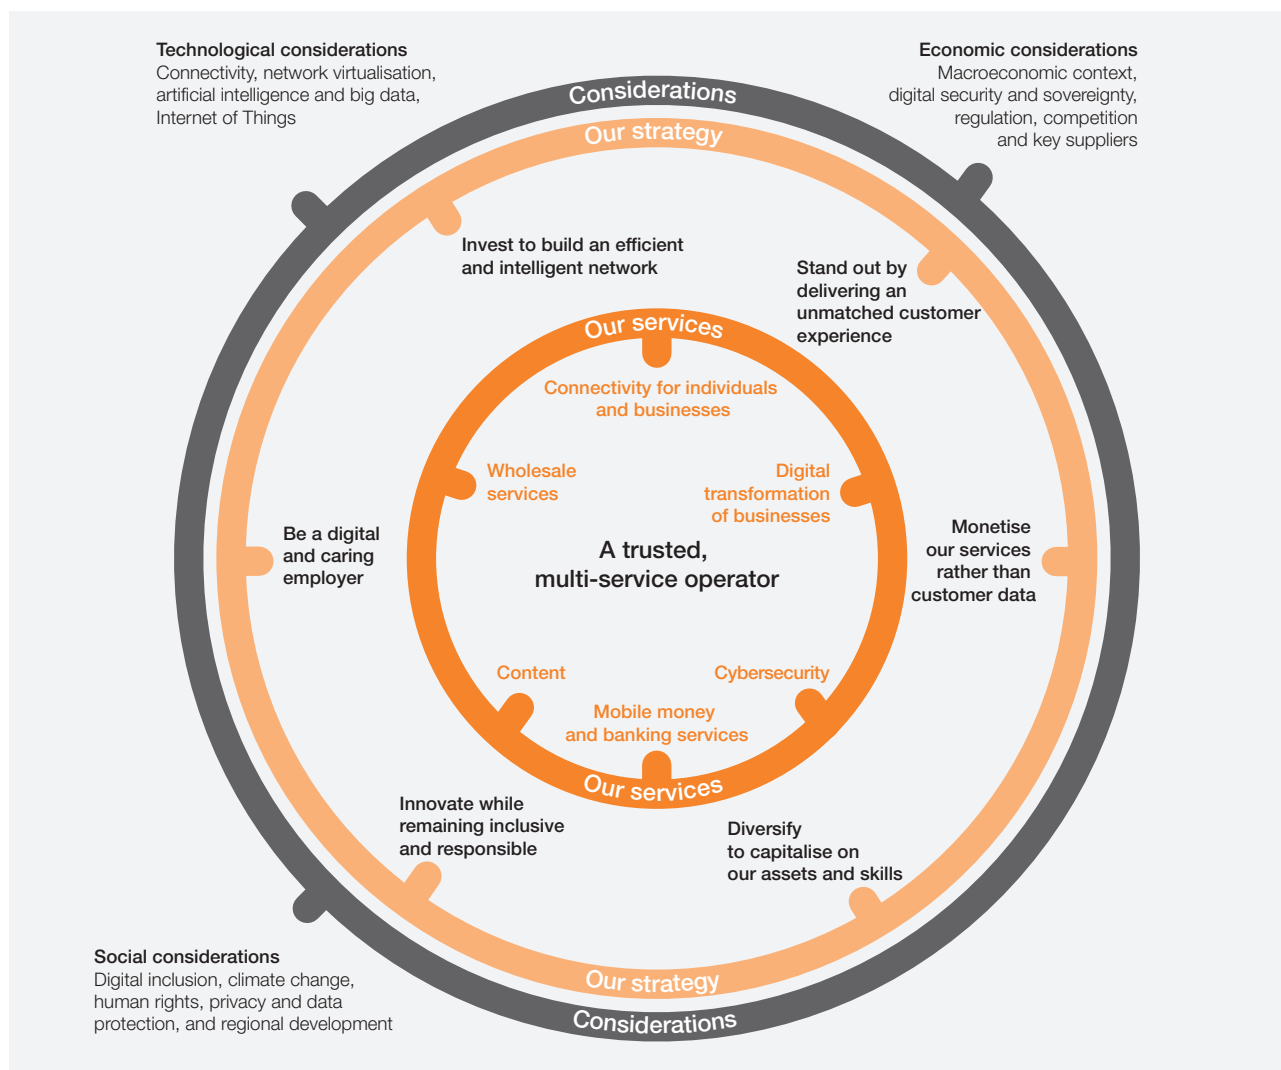 Technological considerations
Connectivity, network virtualisation,
artificial intelligence and big data,
Internet of Things
Economic considerations
Macroeconomic context,
digital security and sovereignty,
regulation, competition
and key suppliers
Considerations
Our strategy
Invest to build an efficient
and intelligent network
Stand out by
delivering an
unmatched customer
experience
Our services
Connectivity for individuals
and businesses
Wholesale
services
Digital
transformation
of businesses
Be a digital
and caring
employer
A trusted,
multi-service operator
Monetise
our services
rather than
customer data
Content
Cybersecurity
Mobile money
and banking services
Our services
Innovate while
remaining inclusive
and responsible
Diversify
to capitalise on
our assets and skills
Social considerations
Digital inclusion, climate change,
human rights, privacy and data
protection, and regional development
Our strategy
Considerations